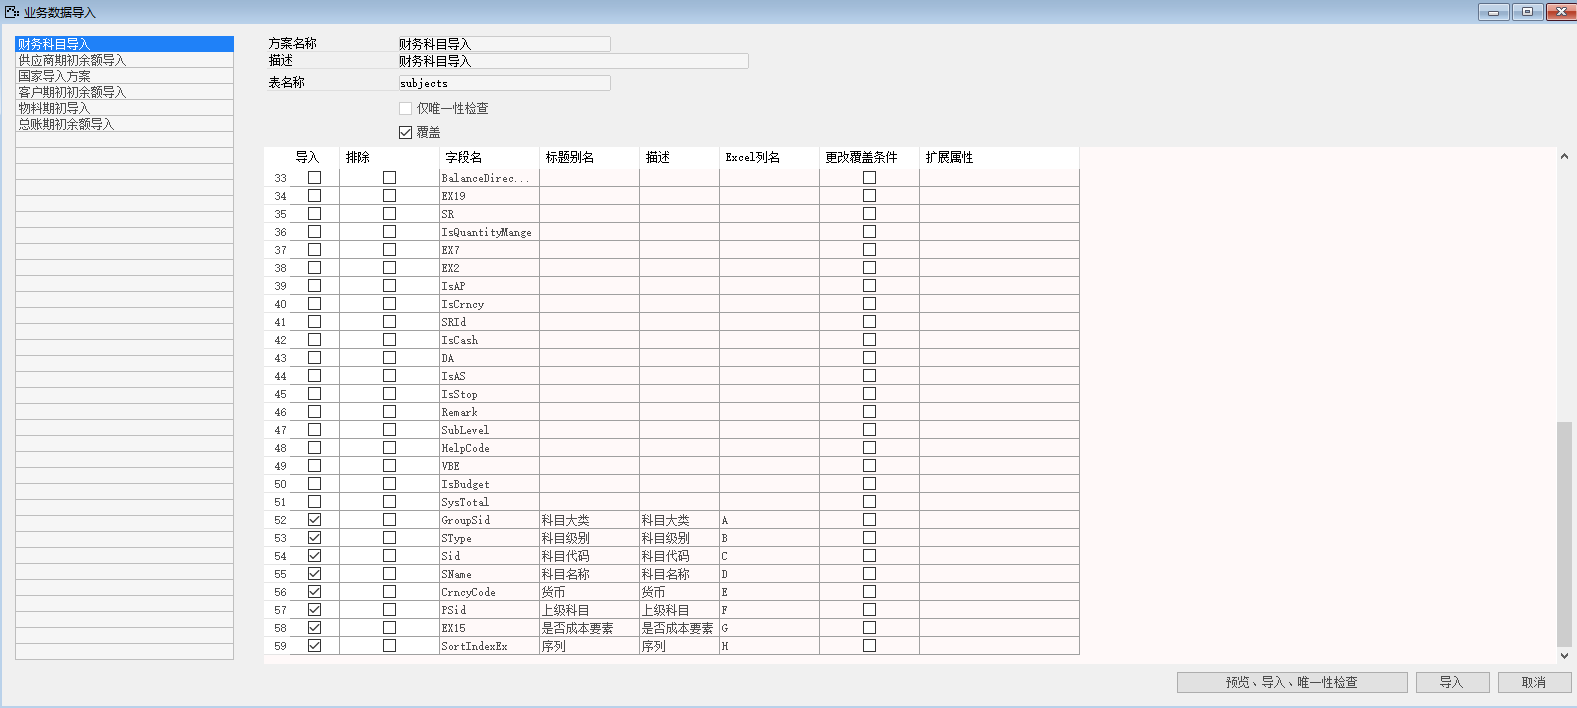 业务数据导入
财务科目导入
供应商期初余额导入
国家导入方案
客户期初初余额导入
物料期初导入
总账期初余额导入
方案名称 财务科目导入
描述 财务科目导入
表名称 subjects
仅唯一性检查
覆盖
导入 排除 字段名 标题别名 描述 Excel列名 更改覆盖条件 扩展属性
33 BalanceDirec...
34 EX19
35 SR
36 IsQuantityMange
37 EX7
38 EX2
39 IsAP
40 IsCrncy
41 SRId
42 IsCash
43 DA
44 IsAS
45 IsStop
46 Remark
47 SubLevel
48 HelpCode
49 VBE
50 IsBudget
51 SysTotal
52 GroupSid 科目大类 科目大类 A
53 SType 科目级别 科目级别 B
54 Sid 科目代码 科目代码 C
55 SName 科目名称 科目名称 D
56 CrncyCode 货币 货币 E
57 PSid 上级科目 上级科目 F
58 EX15 是否成本要素 是否成本要素 G
59 SortIndexEx 序列 序列 H
预览、导入、唯一性检查 导入 取消